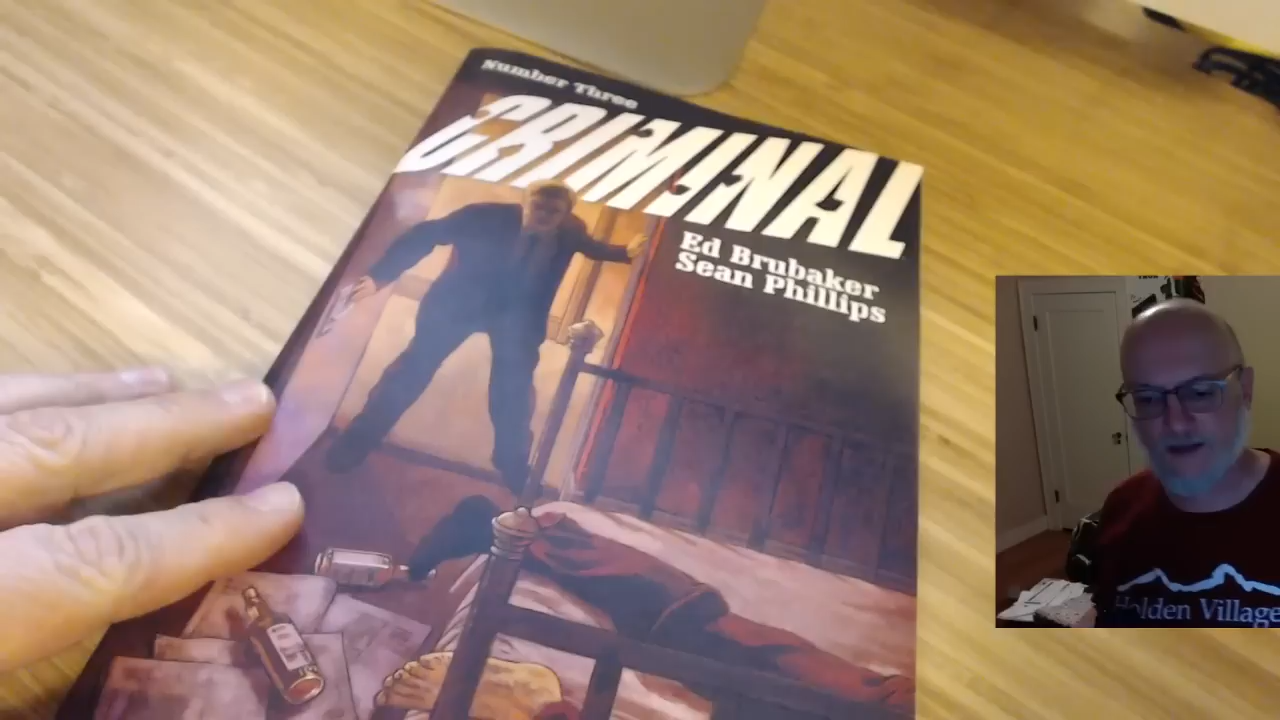 Number Three
CRIMINAL
Ed Brubaker
Sean Phillips
Holden Village